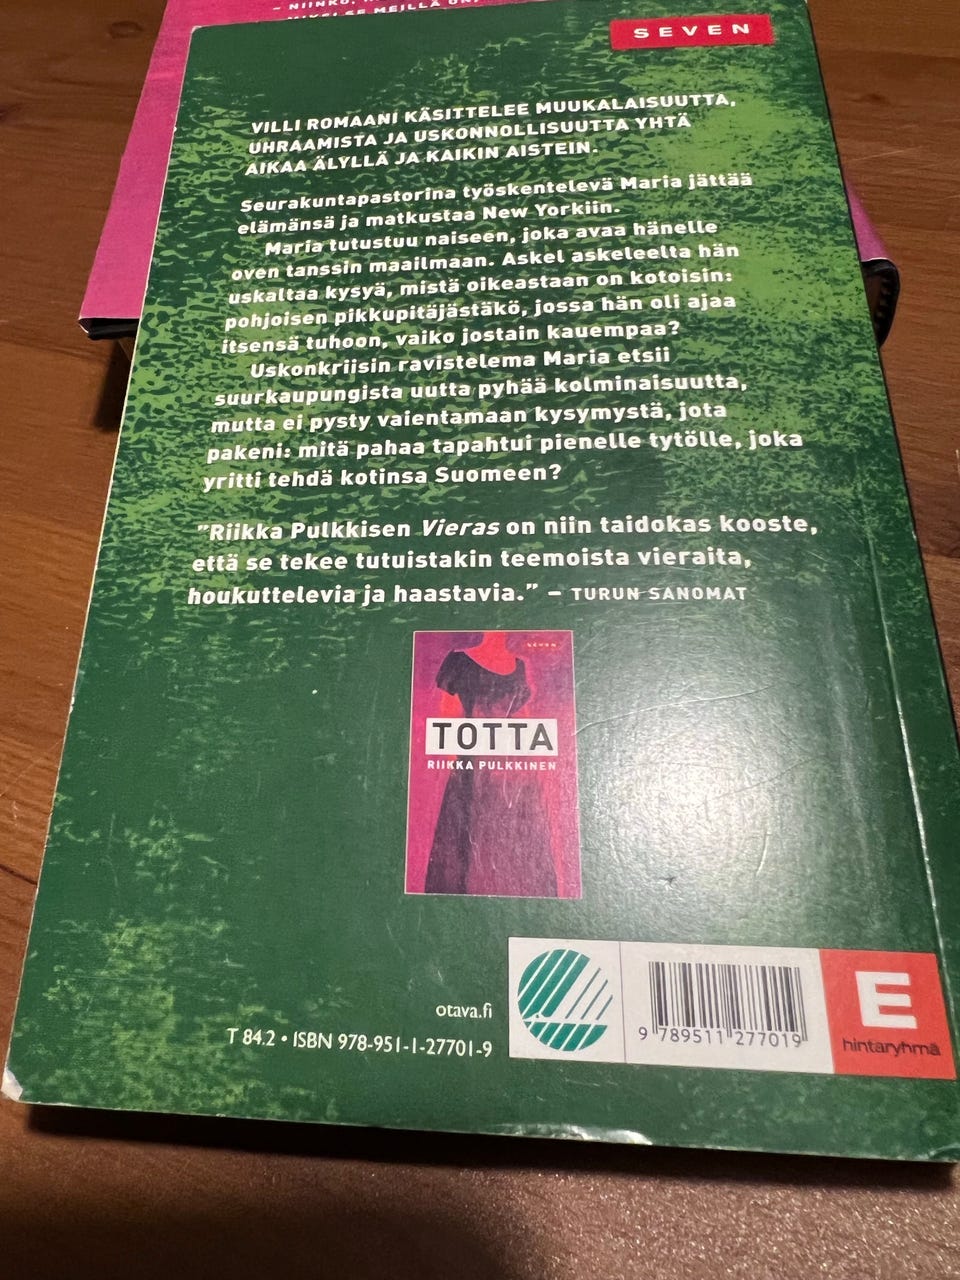 – NIINKO,
MIKSI SE MEILLÄ ON,
SEVEN
VILLI ROMAANI KÄSITTELEE MUUKALAISUUTTA,
UHRAAMISTA JA USKONNOLLISUUTTA YHTÄ
AIKAA ÄLYLLÄ JA KAIKIN AISTEIN.
Seurakuntapastorina työskentelevä Maria jättää
elämänsä ja matkustaa New Yorkiin.
Maria tutustuu naiseen, joka avaa hänelle
oven tanssin maailmaan. Askel askeleelta hän
uskaltaa kysyä, mistä oikeastaan on kotoisin:
pohjoisen pikkupitäjästäkö, jossa hän oli ajaa
itsensä tuhoon, vaiko jostain kauempaa?
Uskonkriisin ravistelema Maria etsii
suurkaupungista uutta pyhää kolminaisuutta,
mutta ei pysty vaientamaan kysymystä, jota
pakeni: mitä pahaa tapahtui pienelle tytölle, joka
yritti tehdä kotinsa Suomeen?
"Riikka Pulkkisen Vieras on niin taidokas kooste,
että se tekee tutuistakin teemoista vieraita,
houkuttelevia ja haastavia." – TURUN SANOMAT
SEVEN
TOTTA
RIIKKA PULKKINEN
otava.fi
T 84.2 • ISBN 978-951-1-27701-9
9 789511 277019
E
hintaryhmä